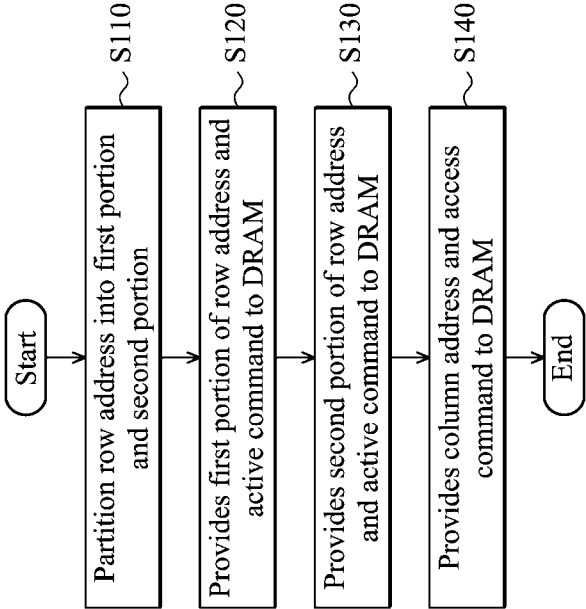 Start
Partition row address into first portion
and second portion
S110
Provides first portion of row address and
active command to DRAM
S120
Provides second portion of row address
and active command to DRAM
S130
Provides column address and access
command to DRAM
S140
End